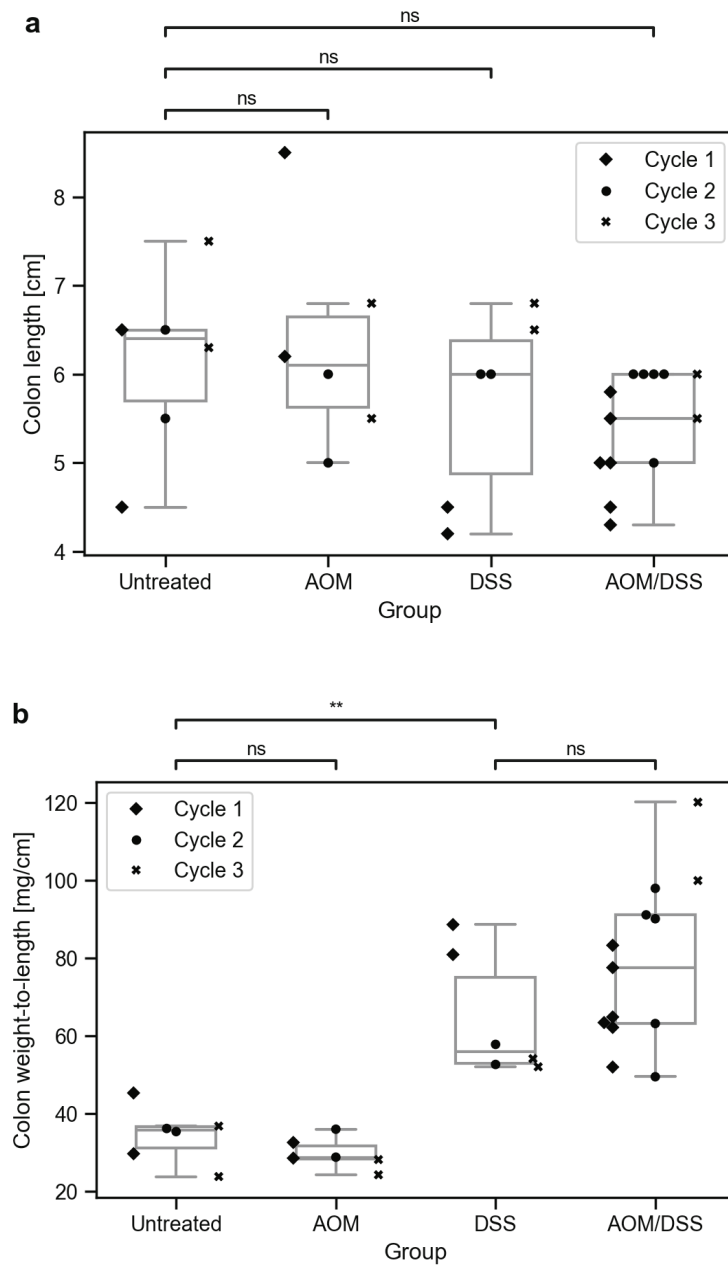 a
ns
ns
ns
Colon length [cm]
8
7
6
5
4
Cycle 1
Cycle 2
Cycle 3
Untreated AOM DSS AOM/DSS
Group
b
**
ns ns
Colon weight-to-length [mg/cm]
120
100
80
60
40
20
Cycle 1
Cycle 2
Cycle 3
Untreated AOM DSS AOM/DSS
Group